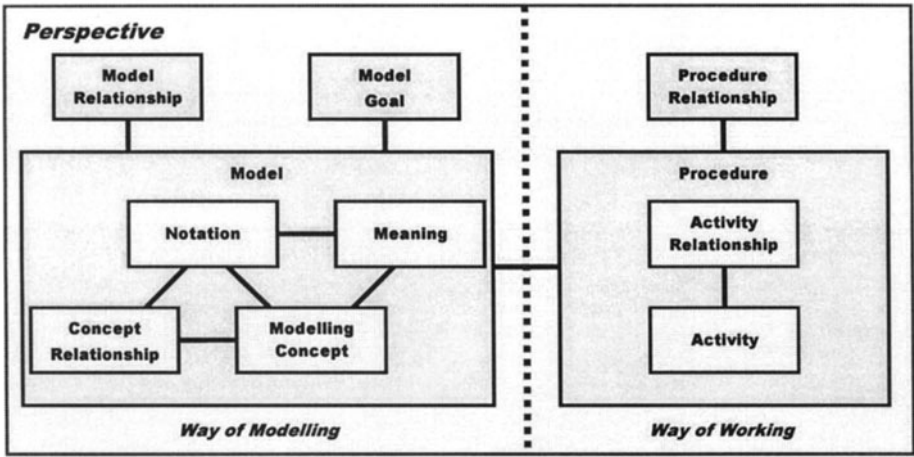 Perspective
Model
Relationship
Model
Goal
Procedure
Relationship
Model
Procedure
Notation
Meaning
Activity
Relationship
Concept
Relationship
Modelling
Concept
Activity
Way of Modelling
Way of Working